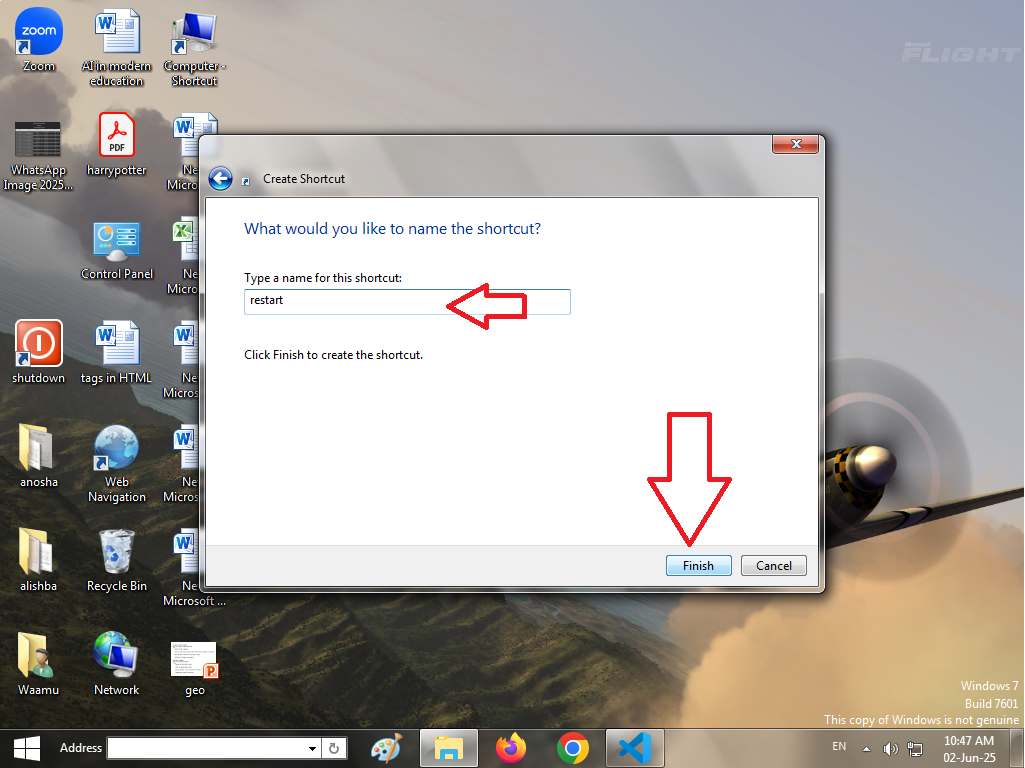 zoom
Zoom
AI in modern
education
Computer -
Shortcut
FLIGHT
WhatsApp
Image 2025...
PDF
harrypotter
Ne
Micro
Create Shortcut
What would you like to name the shortcut?
Type a name for this shortcut:
restart
Click Finish to create the shortcut.
Finish
Cancel
Control Panel
Ne
Micro
shutdown
tags in HTML
Ne
Micros
anosha
Web
Navigation
Ne
Micros
alishba
Recycle Bin
Ne
Microsoft ...
Waamu
Network
geo
Windows 7
Build 7601
This copy of Windows is not genuine
Address
EN
10:47 AM
02-Jun-25